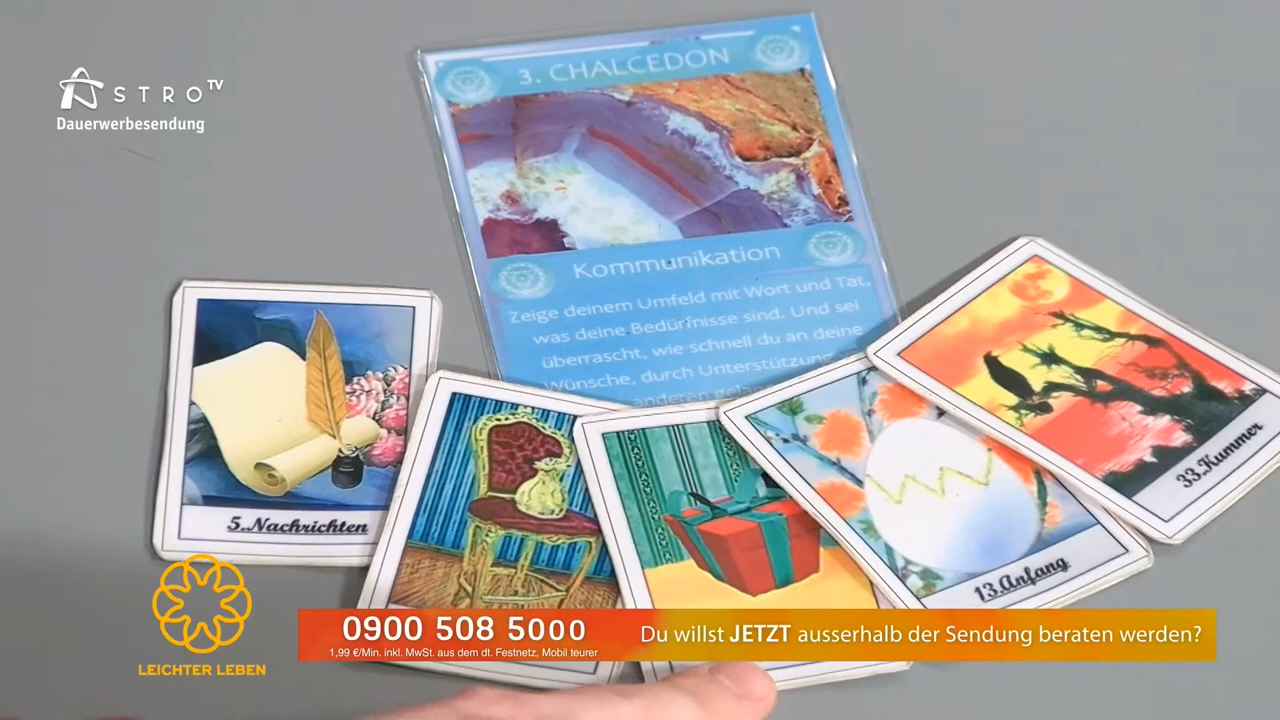 ASTRO TV
Dauerwerbesendung
3. CHALCEDON
Kommunikation
Zeige deinem Umfeld mit Wort und Tat,
was deine Bedürfnisse sind. Und sei
überrascht, wie schnell du an deine
Wünsche, durch Unterstützung
anderen
5.Nachrichten
13.Anfang
33.Kummer
LEICHTER LEBEN
0900 508 5000
1,99 €/Min. inkl. MwSt. aus dem dt. Festnetz, Mobil teurer
Du willst JETZT ausserhalb der Sendung beraten werden?